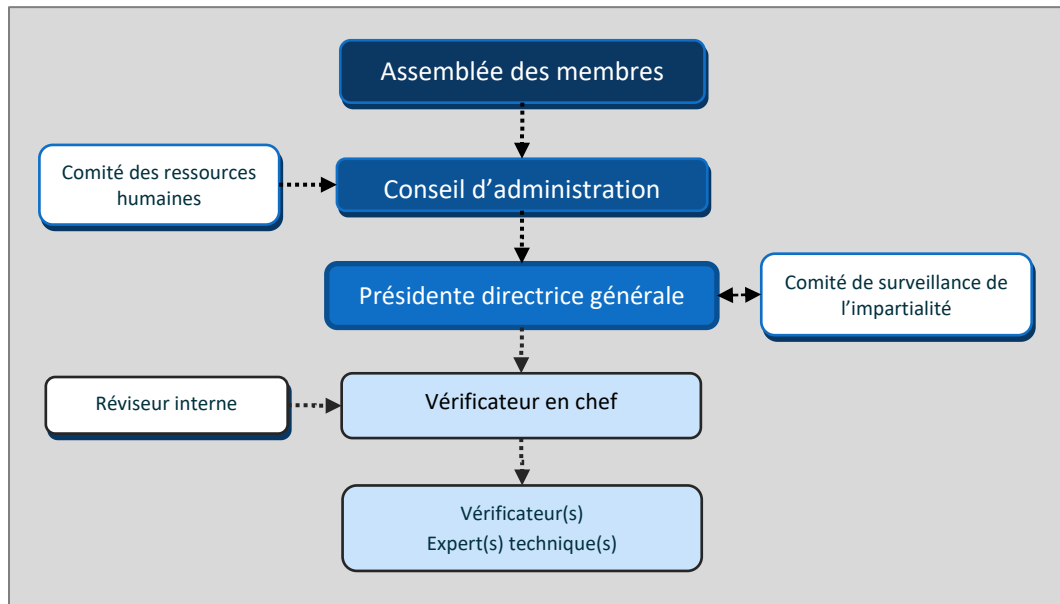 Assemblée des membres
Comité des ressources
humaines
Conseil d’administration
Présidente directrice générale
Comité de surveillance de
l’impartialité
Réviseur interne
Vérificateur en chef
Vérificateur(s)
Expert(s) technique(s)